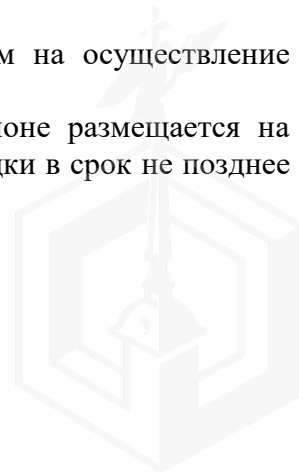 м на осуществление
оне размещается на
ки в срок не позднее